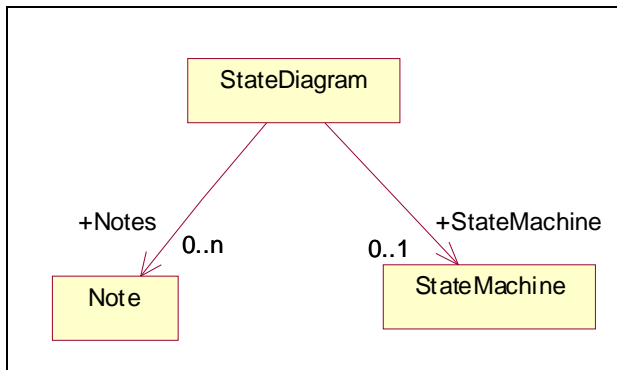 StateDiagram
+Notes
+StateMachine
0..n
0..1
Note
StateMachine